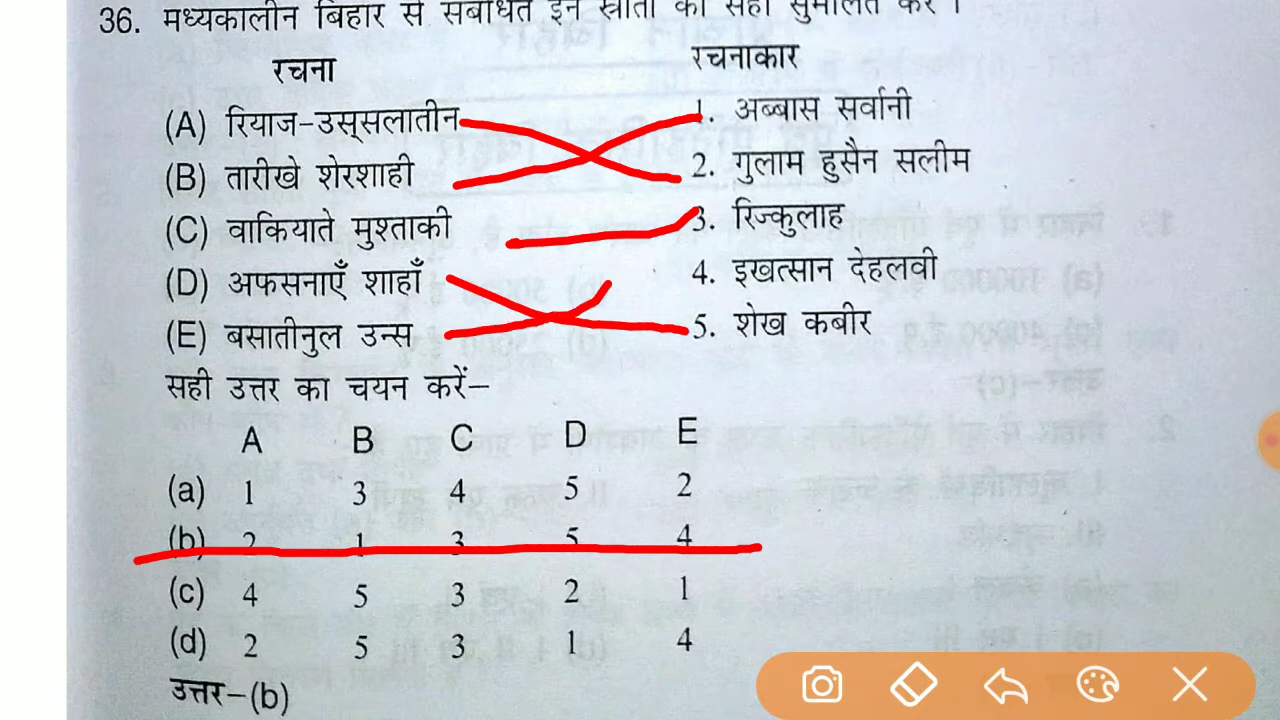 36. मध्यकालीन बिहार से संबंधित इन स्रोतों को सही सुमेलित करें ।
रचना रचनाकार
(A) रियाज-उस्सलातीन 1. अब्बास सर्वानी
(B) तारीखे शेरशाही 2. गुलाम हुसैन सलीम
(C) वाकियाते मुश्ताकी 3. रिज्कुलाह
(D) अफसनाएँ शाहाँ 4. इखत्सान देहलवी
(E) बसातीनुल उन्स 5. शेख कबीर
सही उत्तर का चयन करें–
A B C D E
(a) 1 3 4 5 2
(b) 2 1 3 5 4
(c) 4 5 3 2 1
(d) 2 5 3 1 4
उत्तर–(b)